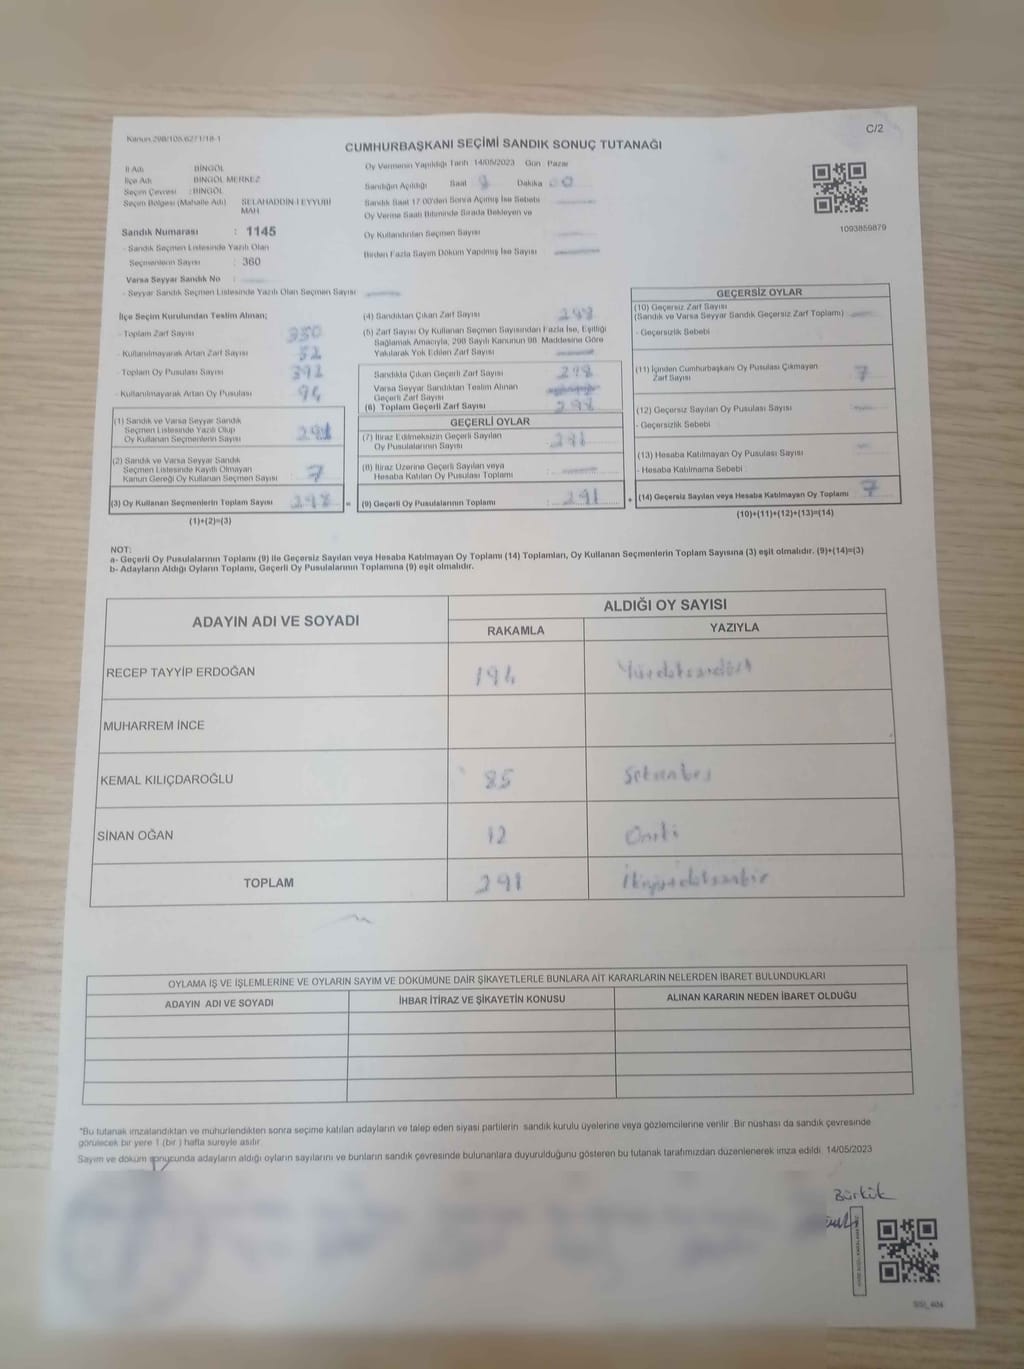 Kanun 298/105,6271/18-1
C/2
CUMHURBAŞKANI SEÇİMİ SANDIK SONUÇ TUTANAĞI
İl Adı : BİNGÖL
İlçe Adı : BİNGÖL MERKEZ
Seçim Çevresi : BİNGÖL
Seçim Bölgesi (Mahalle Adı) : SELAHADDİN-İ EYYUBİ MAH
Sandık Numarası : 1145
- Sandık Seçmen Listesinde Yazılı Olan
Seçmenlerin Sayısı : 360
Varsa Seyyar Sandık No :
- Seyyar Sandık Seçmen Listesinde Yazılı Olan Seçmen Sayısı :
Oy Vermenin Yapıldığı Tarih : 14/05/2023 Gün : Pazar
Sandığın Açıldığı Saat 8 Dakika 00
Sandık Saat 17.00'den Sonra Açılmış İse Sebebi
Oy Verme Saati Bitiminde Sırada Bekleyen ve
Oy Kullandırılan Seçmen Sayısı
Birden Fazla Sayım Döküm Yapılmış İse Sayısı
1093859879
İlçe Seçim Kurulundan Teslim Alınan;
- Toplam Zarf Sayısı : 350
- Kullanılmayarak Artan Zarf Sayısı : 52
- Toplam Oy Pusulası Sayısı : 392
- Kullanılmayarak Artan Oy Pusulası : 94
(1) Sandık ve Varsa Seyyar Sandık
Seçmen Listesinde Yazılı Olup
Oy Kullanan Seçmenlerin Sayısı : 291
(2) Sandık ve Varsa Seyyar Sandık
Seçmen Listesinde Kayıtlı Olmayan
Kanun Gereği Oy Kullanan Seçmen Sayısı : 7
(3) Oy Kullanan Seçmenlerin Toplam Sayısı : 298 =
(1)+(2)=(3)
(4) Sandıktan Çıkan Zarf Sayısı : 298
(5) Zarf Sayısı Oy Kullanan Seçmen Sayısından Fazla İse, Eşitliği
Sağlamak Amacıyla, 298 Sayılı Kanunun 98. Maddesine Göre
Yakılarak Yok Edilen Zarf Sayısı
Sandıkta Çıkan Geçerli Zarf Sayısı : 298
Varsa Seyyar Sandıktan Teslim Alınan
Geçerli Zarf Sayısı
(6) Toplam Geçerli Zarf Sayısı : 298
GEÇERLİ OYLAR
(7) İtiraz Edilmeksizin Geçerli Sayılan
Oy Pusulalarının Sayısı : 291
(8) İtiraz Üzerine Geçerli Sayılan veya
Hesaba Katılan Oy Pusulası Toplamı :
(9) Geçerli Oy Pusulalarının Toplamı : 291 +
GEÇERSİZ OYLAR
(10) Geçersiz Zarf Sayısı
(Sandık ve Varsa Seyyar Sandık Geçersiz Zarf Toplamı)
- Geçersizlik Sebebi :
(11) İçinden Cumhurbaşkanı Oy Pusulası Çıkmayan
Zarf Sayısı : 7
(12) Geçersiz Sayılan Oy Pusulası Sayısı :
- Geçersizlik Sebebi :
(13) Hesaba Katılmayan Oy Pusulası Sayısı :
- Hesaba Katılmama Sebebi :
(14) Geçersiz Sayılan veya Hesaba Katılmayan Oy Toplamı : 7
(10)+(11)+(12)+(13)=(14)
NOT:
a- Geçerli Oy Pusulalarının Toplamı (9) ile Geçersiz Sayılan veya Hesaba Katılmayan Oy Toplamı (14) Toplamları, Oy Kullanan Seçmenlerin Toplam Sayısına (3) eşit olmalıdır. (9)+(14)=(3)
b- Adayların Aldığı Oyların Toplamı, Geçerli Oy Pusulalarının Toplamına (9) eşit olmalıdır.
ADAYIN ADI VE SOYADI
ALDIĞI OY SAYISI
RAKAMLA YAZIYLA
RECEP TAYYİP ERDOĞAN 194 Yüzdoksandört
MUHARREM İNCE
KEMAL KILIÇDAROĞLU 85 Seksenbeş
SİNAN OĞAN 12 Oniki
TOPLAM 291 İkiyüzdoksanbir
OYLAMA İŞ VE İŞLEMLERİNE VE OYLARIN SAYIM VE DÖKÜMÜNE DAİR ŞİKAYETLERLE BUNLARA AİT KARARLARIN NELERDEN İBARET BULUNDUKLARI
ADAYIN ADI VE SOYADI İHBAR İTİRAZ VE ŞİKAYETİN KONUSU ALINAN KARARIN NEDEN İBARET OLDUĞU
*Bu tutanak imzalandıktan ve mühürlendikten sonra seçime katılan adayların ve talep eden siyasi partilerin sandık kurulu üyelerine veya gözlemcilerine verilir. Bir nüshası da sandık çevresinde
görülecek bir yere 1 (bir ) hafta süreyle asılır.
Sayım ve döküm sonucunda adayların aldığı oyların sayılarını ve bunların sandık çevresinde bulunanlara duyurulduğunu gösteren bu tutanak tarafımızdan düzenlenerek imza edildi. 14/05/2023